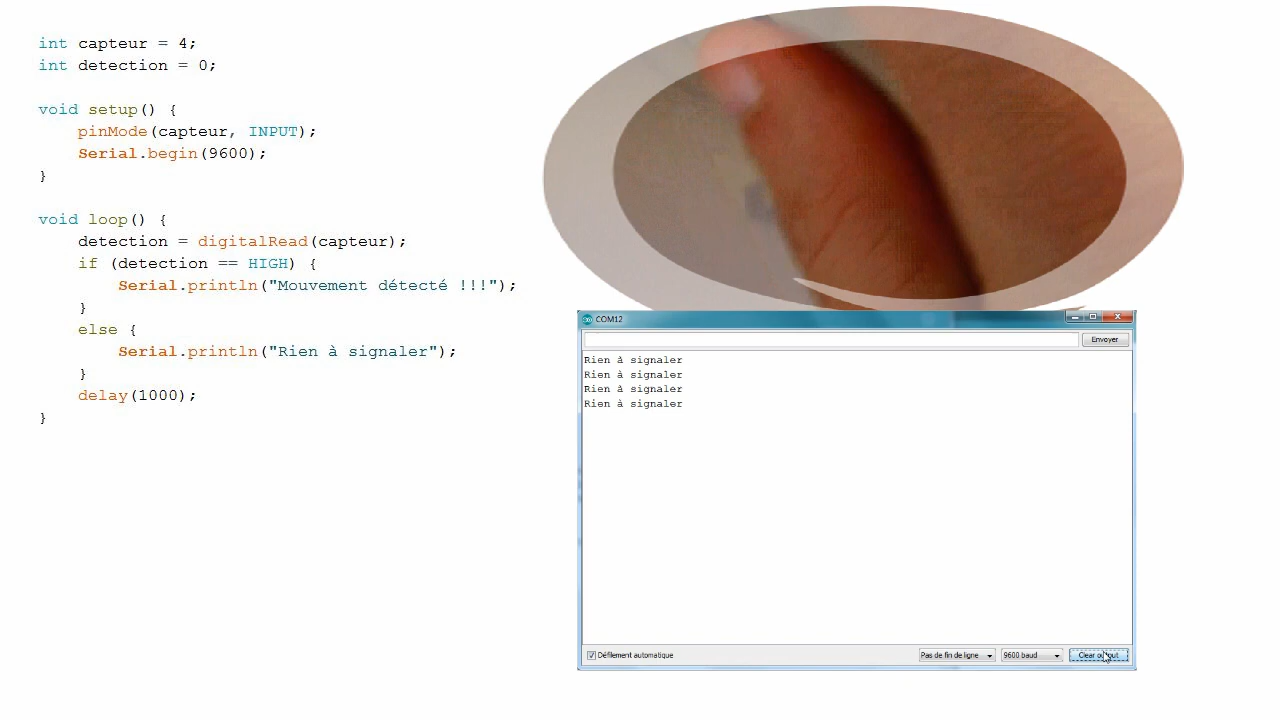 int capteur = 4;
int detection = 0;
void setup() {
pinMode(capteur, INPUT);
Serial.begin(9600);
}
void loop() {
detection = digitalRead(capteur);
if (detection == HIGH) {
Serial.println("Mouvement détecté !!!");
}
else {
Serial.println("Rien à signaler");
}
delay(1000);
}
COM12
Envoyer
Rien à signaler
Rien à signaler
Rien à signaler
Rien à signaler
Défilement automatique
Pas de fin de ligne
9600 baud
Clear output